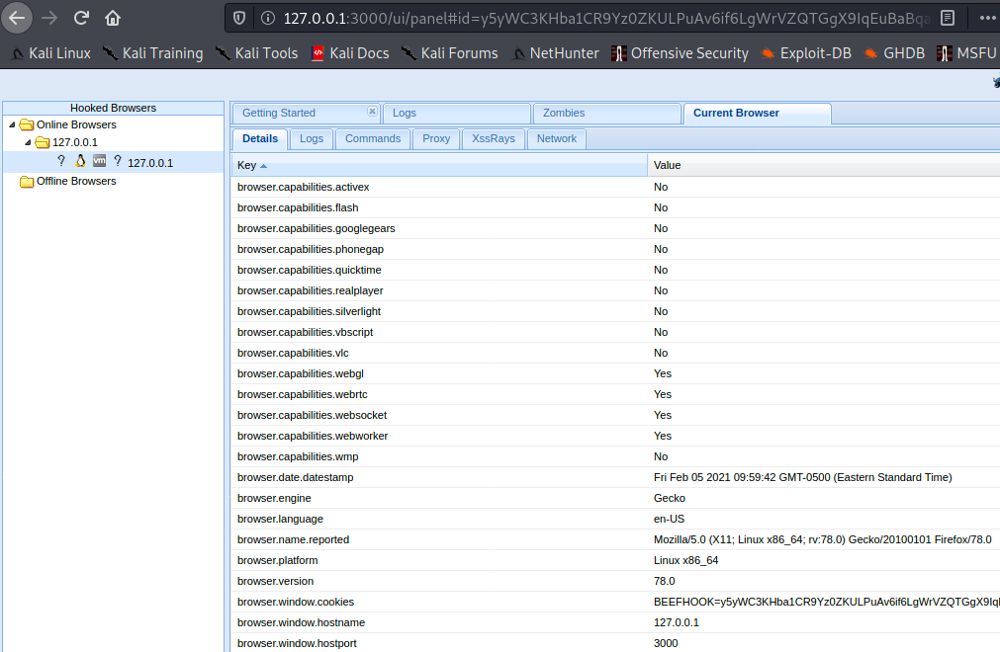 127.0.0.1:3000/ui/panel#id=y5yWC3KHba1CR9Yz0ZKULPuAv6if6LgWrVZQTGgX9IqEuBaBqa
Kali Linux Kali Training Kali Tools Kali Docs Kali Forums NetHunter Offensive Security Exploit-DB GHDB MSFU
Hooked Browsers
Online Browsers
127.0.0.1
? vm ? 127.0.0.1
Offline Browsers
Getting Started Logs Zombies Current Browser
Details Logs Commands Proxy XssRays Network
Key Value
browser.capabilities.activex No
browser.capabilities.flash No
browser.capabilities.googlegears No
browser.capabilities.phonegap No
browser.capabilities.quicktime No
browser.capabilities.realplayer No
browser.capabilities.silverlight No
browser.capabilities.vbscript No
browser.capabilities.vlc No
browser.capabilities.webgl Yes
browser.capabilities.webrtc Yes
browser.capabilities.websocket Yes
browser.capabilities.webworker Yes
browser.capabilities.wmp No
browser.date.datestamp Fri Feb 05 2021 09:59:42 GMT-0500 (Eastern Standard Time)
browser.engine Gecko
browser.language en-US
browser.name.reported Mozilla/5.0 (X11; Linux x86_64; rv:78.0) Gecko/20100101 Firefox/78.0
browser.platform Linux x86_64
browser.version 78.0
browser.window.cookies BEEFHOOK=y5yWC3KHba1CR9Yz0ZKULPuAv6if6LgWrVZQTGgX9Iq
browser.window.hostname 127.0.0.1
browser.window.hostport 3000